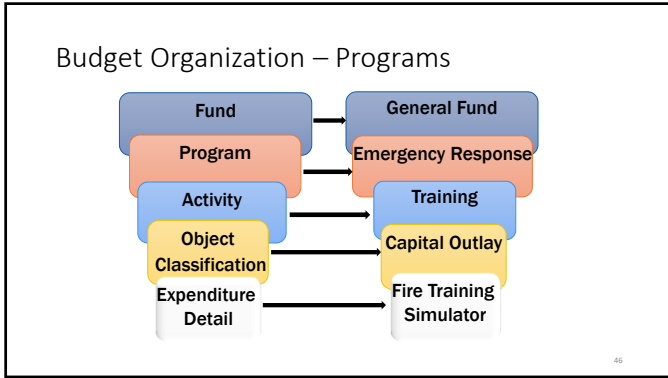 Budget Organization – Programs
Fund
General Fund
Program
Emergency Response
Activity
Training
Object
Classification
Capital Outlay
Expenditure
Detail
Fire Training
Simulator
46